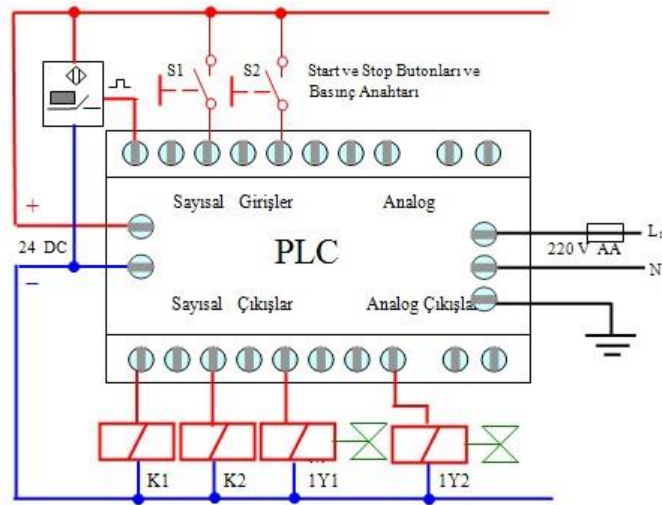 S1
S2
Start ve Stop Butonları ve
Basınç Anahtarı
Sayısal Girişler
Analog
+
24 DC
−
PLC
220 V AA
L
N
Sayısal Çıkışlar
Analog Çıkışlar
K1
K2
1Y1
1Y2